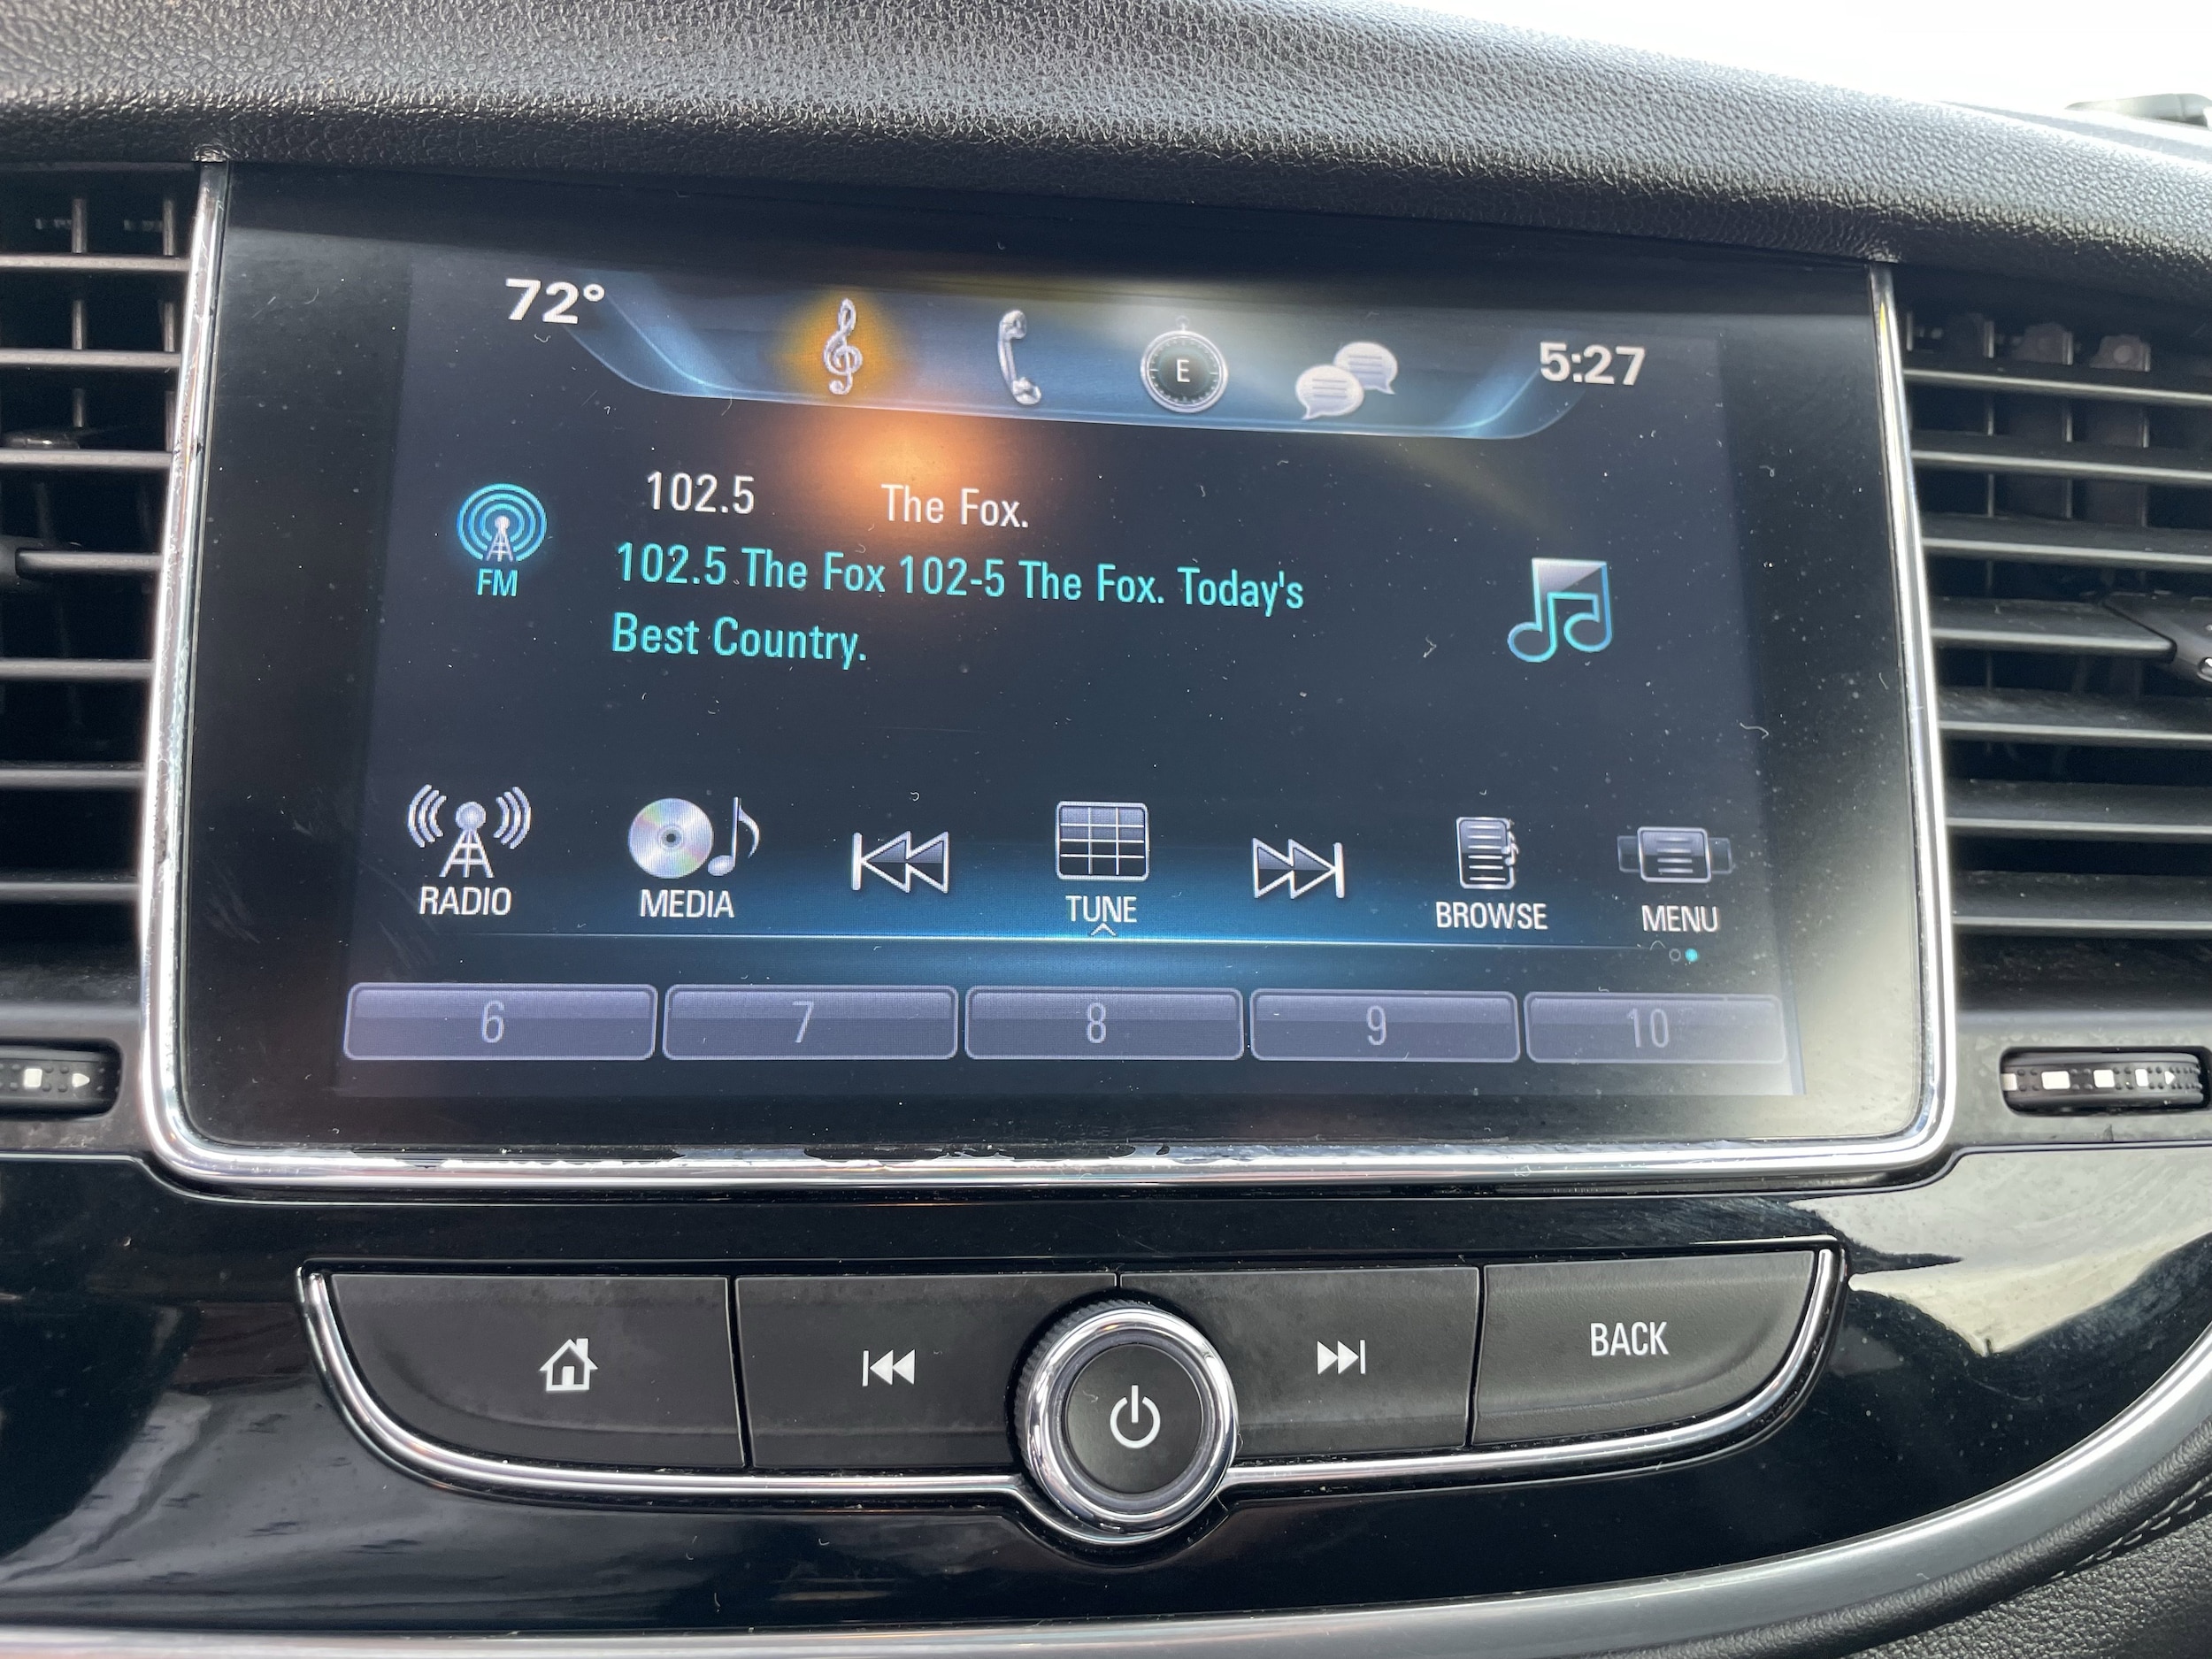 72° E 5:27
102.5 The Fox.
FM
102.5 The Fox 102-5 The Fox. Today's
Best Country.
RADIO MEDIA TUNE BROWSE MENU
6 7 8 9 10
BACK